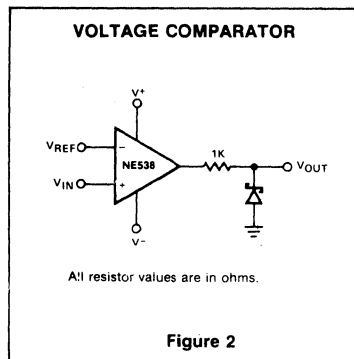 VOLTAGE COMPARATOR
V+
VREF
−
NE538
1K
VOUT
VIN
+
V−
All resistor values are in ohms.
Figure 2